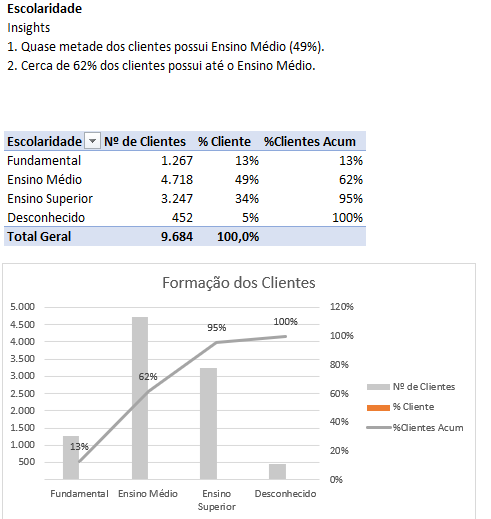 Escolaridade
Insights
1. Quase metade dos clientes possui Ensino Médio (49%).
2. Cerca de 62% dos clientes possui até o Ensino Médio.
Escolaridade Nº de Clientes % Cliente %Clientes Acum
Fundamental 1.267 13% 13%
Ensino Médio 4.718 49% 62%
Ensino Superior 3.247 34% 95%
Desconhecido 452 5% 100%
Total Geral 9.684 100,0%
Formação dos Clientes
5.000 120%
4.500
4.000 100%
3.500
3.000 80%
2.500 60%
2.000
1.500 40%
1.000 20%
500
0%
13% 62% 95% 100%
Nº de Clientes
% Cliente
%Clientes Acum
Fundamental Ensino Médio Ensino Desconhecido
Superior